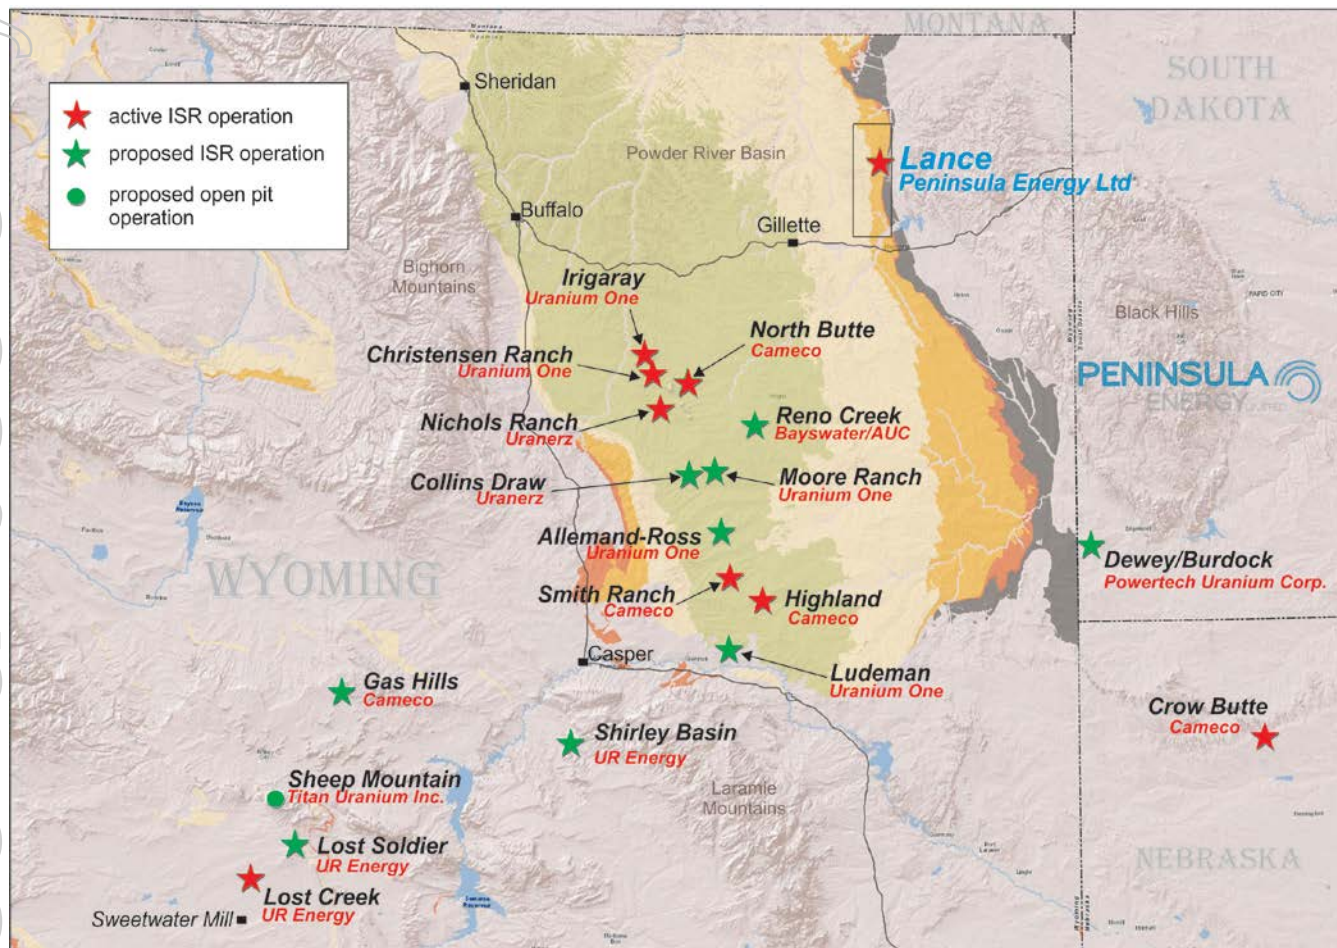 MONTANA
Montana
Wyoming
SOUTH
DAKOTA
Sheridan
active ISR operation
proposed ISR operation
proposed open pit
operation
Powder River Basin
Lance
Peninsula Energy Ltd
Buffalo
Gillette
Bighorn
Mountains
Irigaray
Uranium One
North Butte
Cameco
Black Hills
Christensen Ranch
Uranium One
PENINSULA
ENERGY
Nichols Ranch
Uranerz
Reno Creek
Bayswater/AUC
Collins Draw
Uranerz
Moore Ranch
Uranium One
Allemand-Ross
Uranium One
Dewey/Burdock
Powertech Uranium Corp.
WYOMING
Smith Ranch
Cameco
Highland
Cameco
Casper
Ludeman
Uranium One
Gas Hills
Cameco
Crow Butte
Cameco
Shirley Basin
UR Energy
Sheep Mountain
Titan Uranium Inc.
Laramie
Mountains
Lost Soldier
UR Energy
NEBRASKA
Lost Creek
UR Energy
Sweetwater Mill